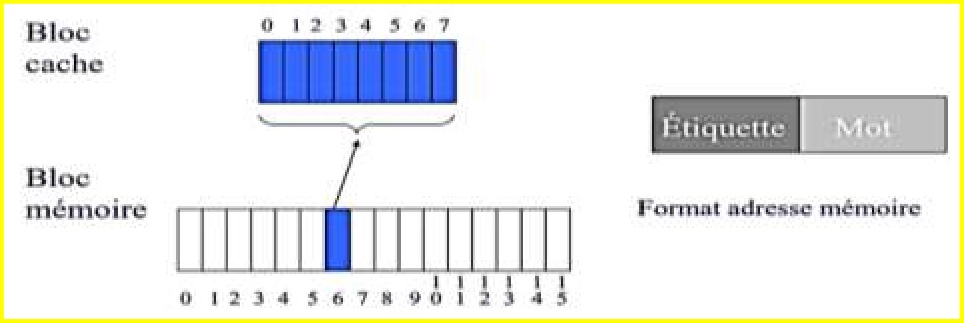 Bloc
cache
0 1 2 3 4 5 6 7
Étiquette Mot
Format adresse mémoire
Bloc
mémoire
0 1 2 3 4 5 6 7 8 9 10 11 12 13 14 15